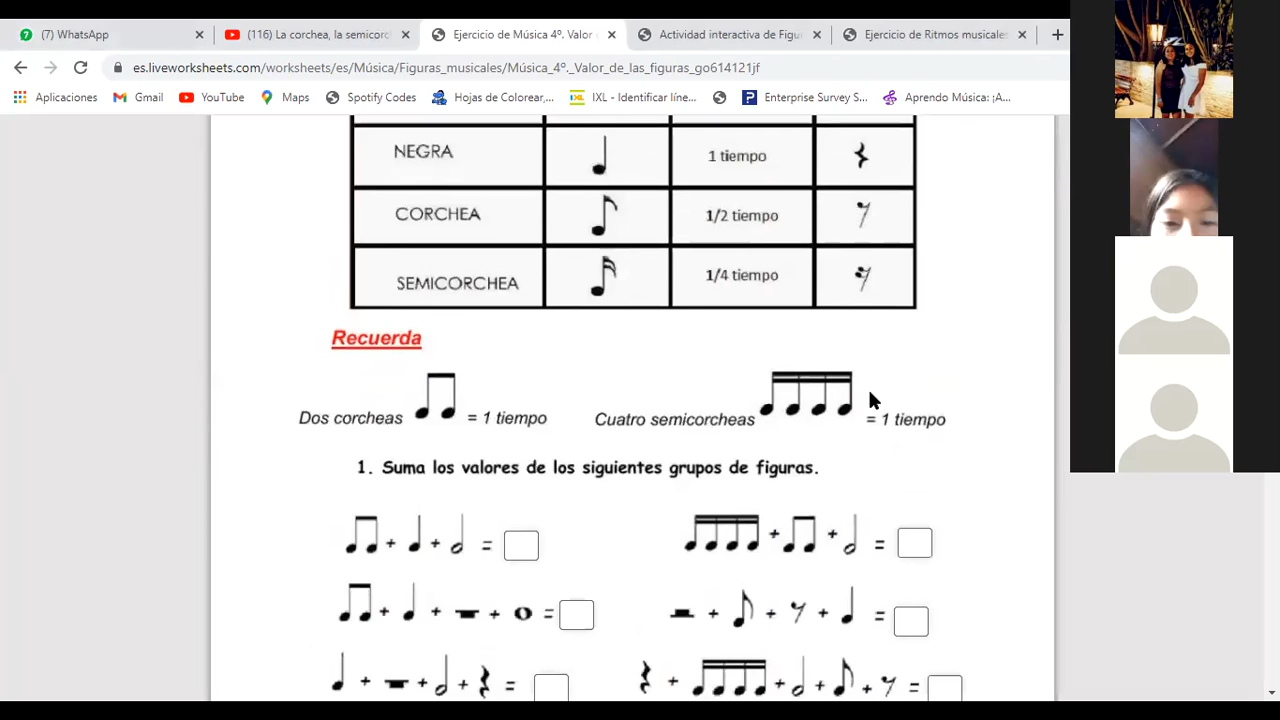 (7) WhatsApp
(116) La corchea, la semicorc
Ejercicio de Música 4º. Valor
Actividad interactiva de Figu
Ejercicio de Ritmos musicales
es.liveworksheets.com/worksheets/es/Música/Figuras_musicales/Música_4º._Valor_de_las_figuras_go614121jf
Aplicaciones
Gmail
YouTube
Maps
Spotify Codes
Hojas de Colorear,...
IXL - Identificar líne...
Enterprise Survey S...
Aprendo Música: ¡A...
NEGRA 1 tiempo
CORCHEA 1/2 tiempo
SEMICORCHEA 1/4 tiempo
Recuerda
Dos corcheas = 1 tiempo
Cuatro semicorcheas = 1 tiempo
1. Suma los valores de los siguientes grupos de figuras.
+ + =
+ + =
+ + + =
+ + + =
+ + + =
+ + + + =